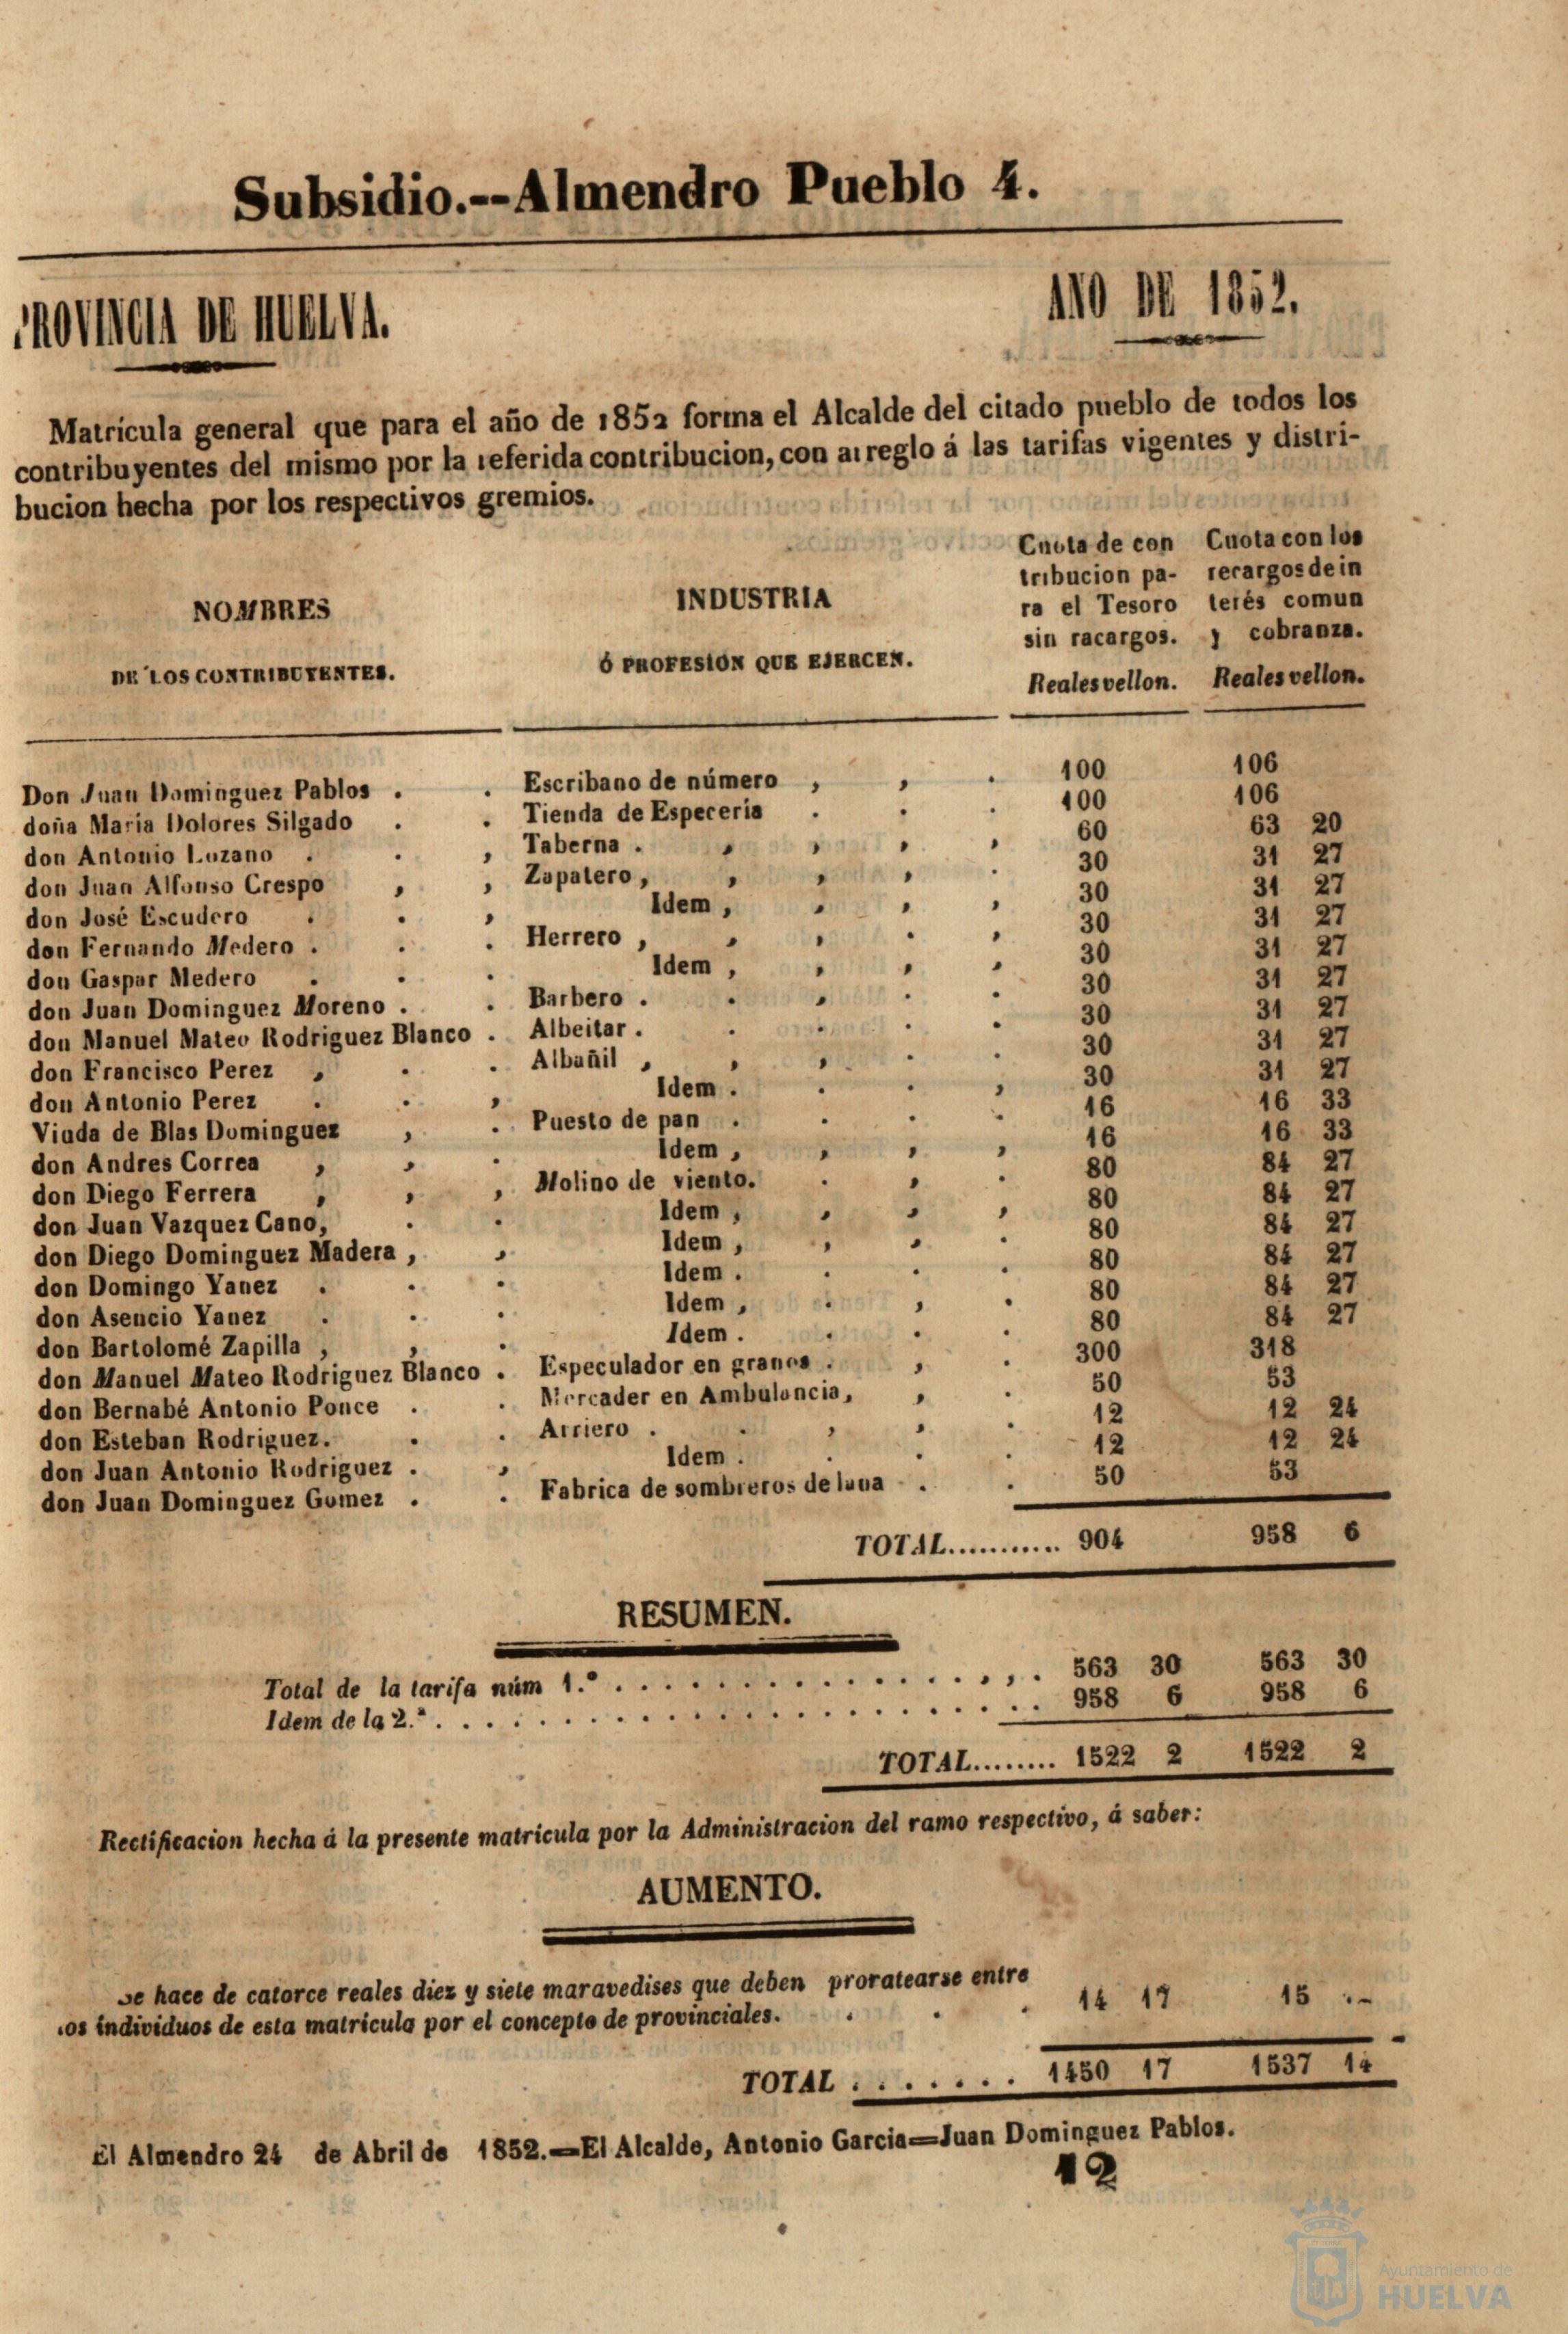 Subsidio.--Almendro Pueblo 4.
PROVINCIA DE HUELVA.
AÑO DE 1852.
Matrícula general que para el año de 1852 forma el Alcalde del citado pueblo de todos los
contribuyentes del mismo por la referida contribucion, con arreglo á las tarifas vigentes y distri-
bucion hecha por los respectivos gremios.
NOMBRES
DE LOS CONTRIBUYENTES.
INDUSTRIA
Ó PROFESION QUE EJERCEN.
Cuota de con
tribucion pa-
ra el Tesoro
sin racargos.
Reales vellon.
Cuota con los
recargos de in
terés comun
y cobranza.
Reales vellon.
Don Juan Dominguez Pablos . . Escribano de número , , . 100 106
doña Maria Dolores Silgado . . Tienda de Especería . . . 100 106
don Antonio Lozano . . , Taberna . , , , , 60 63 20
don Juan Alfonso Crespo , , Zapatero , , , , . 30 31 27
don José Escudero . . , Idem , , , , 30 31 27
don Fernando Medero . . . Herrero , , , . , 30 31 27
don Gaspar Medero . . . Idem , , , , 30 31 27
don Juan Dominguez Moreno . . Barbero . . , . . 30 31 27
don Manuel Mateo Rodriguez Blanco . Albeitar . . . . . 30 31 27
don Francisco Perez , . . Albañil , , , . . 30 31 27
don Antonio Perez . . , Idem . . . , 30 31 27
Viuda de Blas Dominguez , . Puesto de pan . . . . 16 16 33
don Andres Correa , , . Idem , , , , 16 16 33
don Diego Ferrera , , , Molino de viento. . , . 80 84 27
don Juan Vazquez Cano, . . Idem , , , , 80 84 27
don Diego Dominguez Madera , , Idem , , , . 80 84 27
don Domingo Yanez . . . Idem . . . . 80 84 27
don Asencio Yanez . . . Idem , . , . 80 84 27
don Bartolomé Zapilla , , . Idem . . . . 80 84 27
don Manuel Mateo Rodriguez Blanco . Especulador en granos . , . 300 318
don Bernabé Antonio Ponce . . Mercader en Ambulancia, , . 50 53
don Esteban Rodriguez. . . Arriero . . , , . 12 12 24
don Juan Antonio Rodriguez . , Idem . . . . 12 12 24
don Juan Dominguez Gomez . . Fabrica de sombreros de lana . . 50 53
TOTAL........... 904 958 6
RESUMEN.
Total de la tarifa núm 1.ª . . . . . . . . . . . . . . , , . 563 30 563 30
Idem de la 2.ª . . . . . . . . . . . . . . . . . . . . . . 958 6 958 6
TOTAL........ 1522 2 1522 2
Rectificacion hecha á la presente matrícula por la Administracion del ramo respectivo, á saber:
AUMENTO.
Se hace de catorce reales diez y siete maravedises que deben proratearse entre
los individuos de esta matrícula por el concepto de provinciales. . . . 14 17 15 . --
TOTAL . . . . . . . 1450 17 1537 14
El Almendro 24 de Abril de 1852.=El Alcalde, Antonio Garcia=Juan Dominguez Pablos.
12
Ayuntamiento de
HUELVA